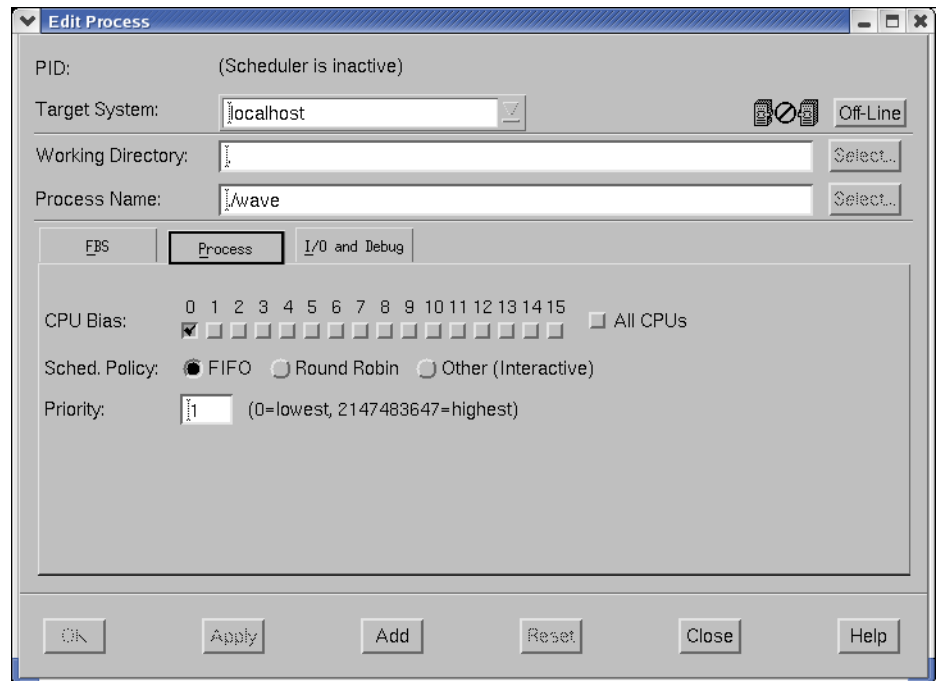 Edit Process
PID: (Scheduler is inactive)
Target System: localhost Off-Line
Working Directory: . Select...
Process Name: ./wave Select...
FBS Process I/O and Debug
0 1 2 3 4 5 6 7 8 9 10 11 12 13 14 15
CPU Bias: All CPUs
Sched. Policy: FIFO Round Robin Other (Interactive)
Priority: 1 (0=lowest, 2147483647=highest)
OK Apply Add Reset Close Help